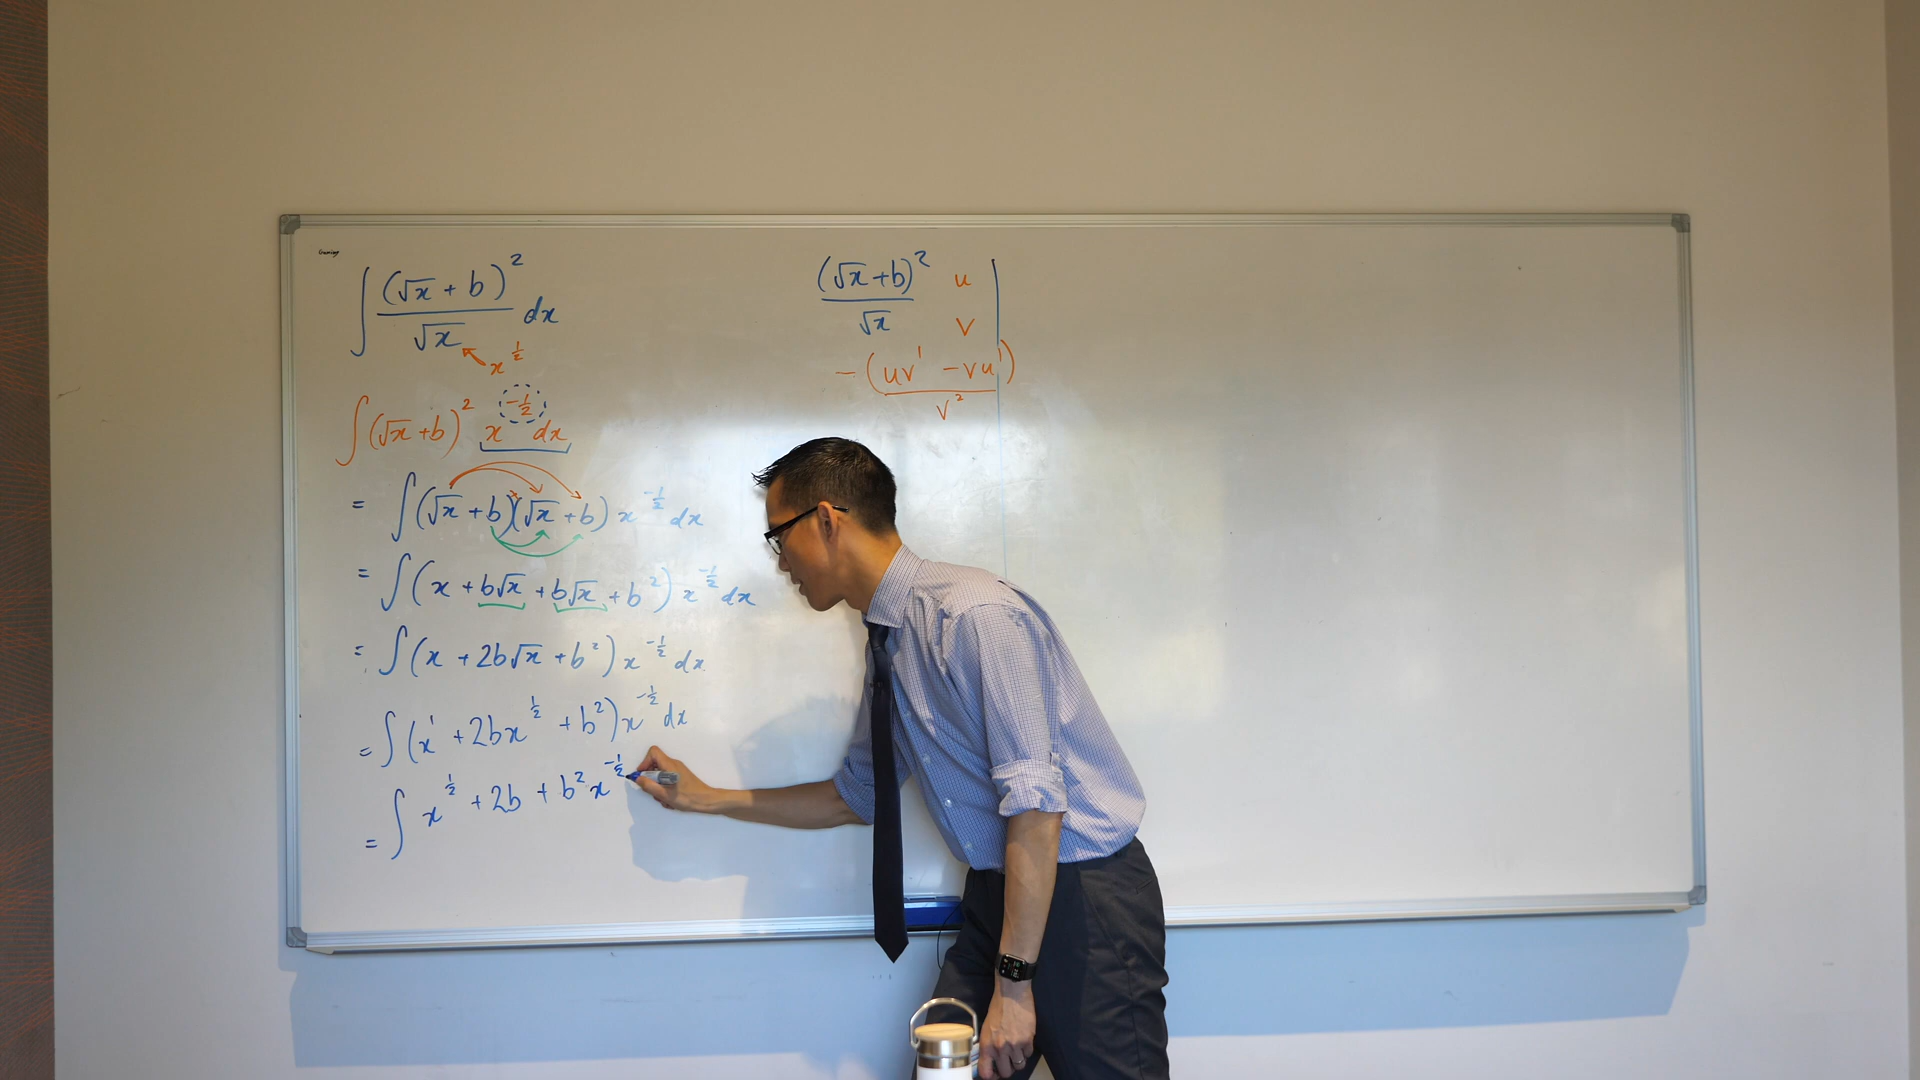 ∫ (√x + b)² / √x dx
x^½
∫ (√x + b)² x^-½ dx
= ∫ (√x + b)(√x + b) x^-½ dx
= ∫ (x + b√x + b√x + b²) x^-½ dx
= ∫ (x + 2b√x + b²) x^-½ dx
= ∫ (x¹ + 2bx^½ + b²) x^-½ dx
= ∫ x^½ + 2b + b² x^-½
(√x + b)² u
√x v
- (uv' - vu')
v²